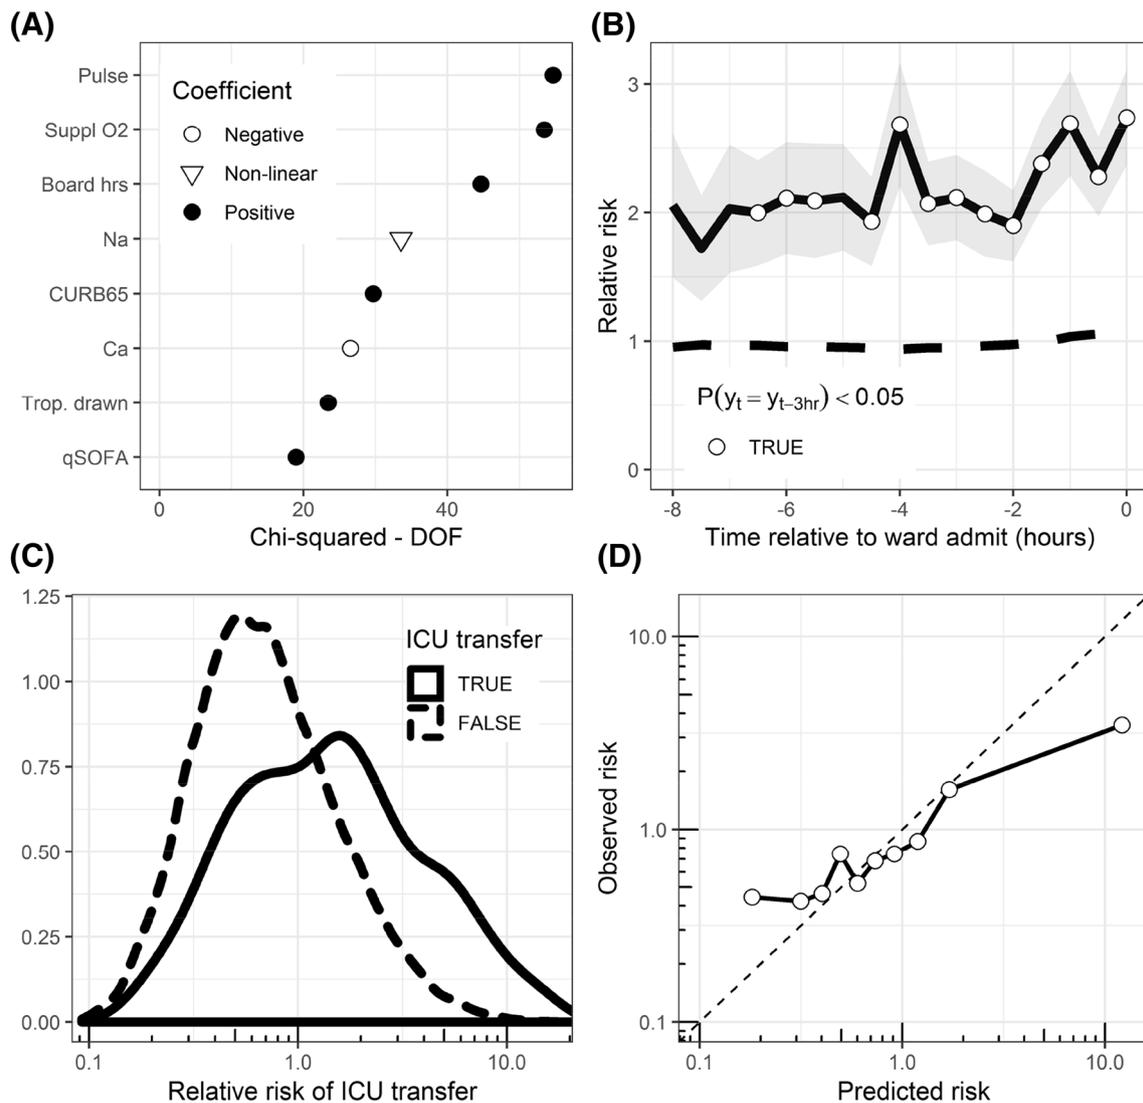 (A)
Pulse
Suppl O2
Board hrs
Na
CURB65
Ca
Trop. drawn
qSOFA
Coefficient
Negative
Non-linear
Positive
0 20 40
Chi-squared - DOF
(B)
Relative risk
3
2
1
0
P(yt = yt−3hr) < 0.05
TRUE
-8 -6 -4 -2 0
Time relative to ward admit (hours)
(C)
1.25
1.00
0.75
0.50
0.25
0.00
ICU transfer
TRUE
FALSE
0.1 1.0 10.0
Relative risk of ICU transfer
(D)
Observed risk
10.0
1.0
0.1
0.1 1.0 10.0
Predicted risk